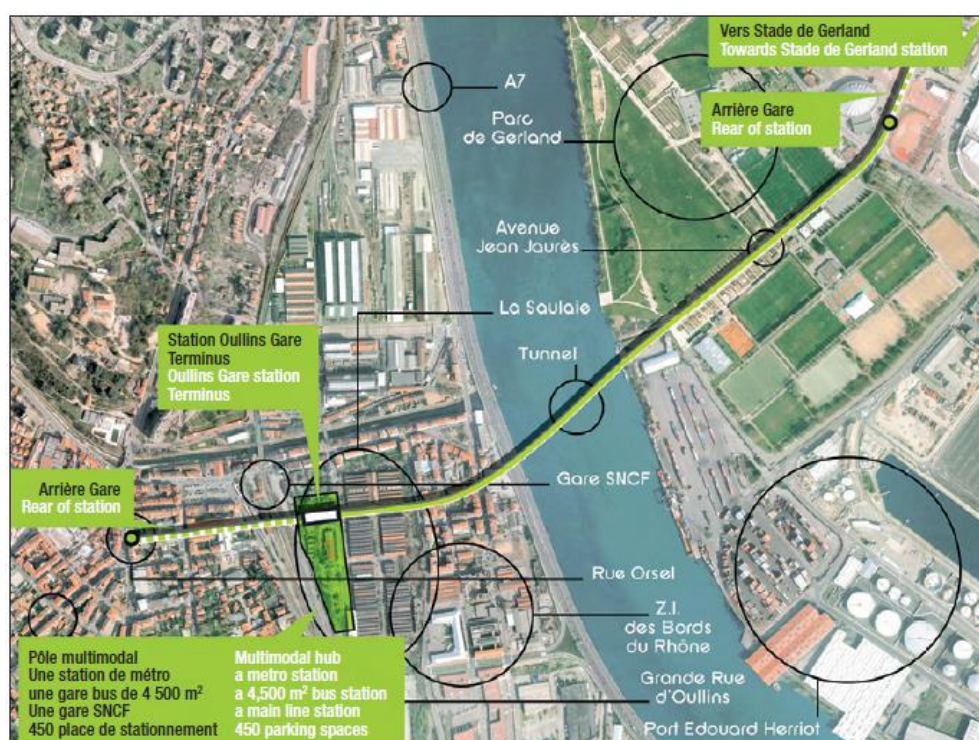 Vers Stade de Gerland
Towards Stade de Gerland station
A7
Parc
de Gerland
Arrière Gare
Rear of station
Avenue
Jean Jaurès
La Saulaie
Station Oullins Gare
Terminus
Oullins Gare station
Terminus
Tunnel
Gare SNCF
Arrière Gare
Rear of station
Rue Orsel
Z.I.
des Bords
du Rhône
Grande Rue
d'Oullins
Port Edouard Herriot
Pôle multimodal
Une station de métro
une gare bus de 4 500 m²
Une gare SNCF
450 place de stationnement
Multimodal hub
a metro station
a 4,500 m² bus station
a main line station
450 parking spaces